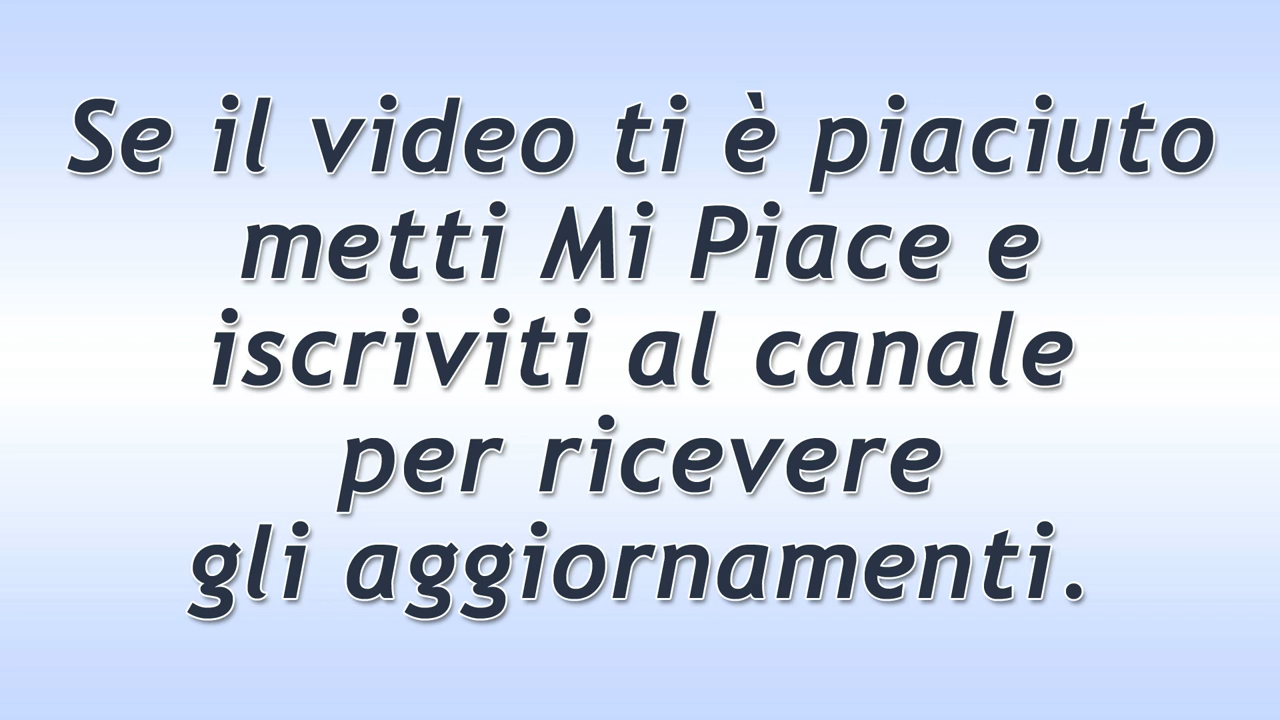 Se il video ti è piaciuto
metti Mi Piace e
iscriviti al canale
per ricevere
gli aggiornamenti.